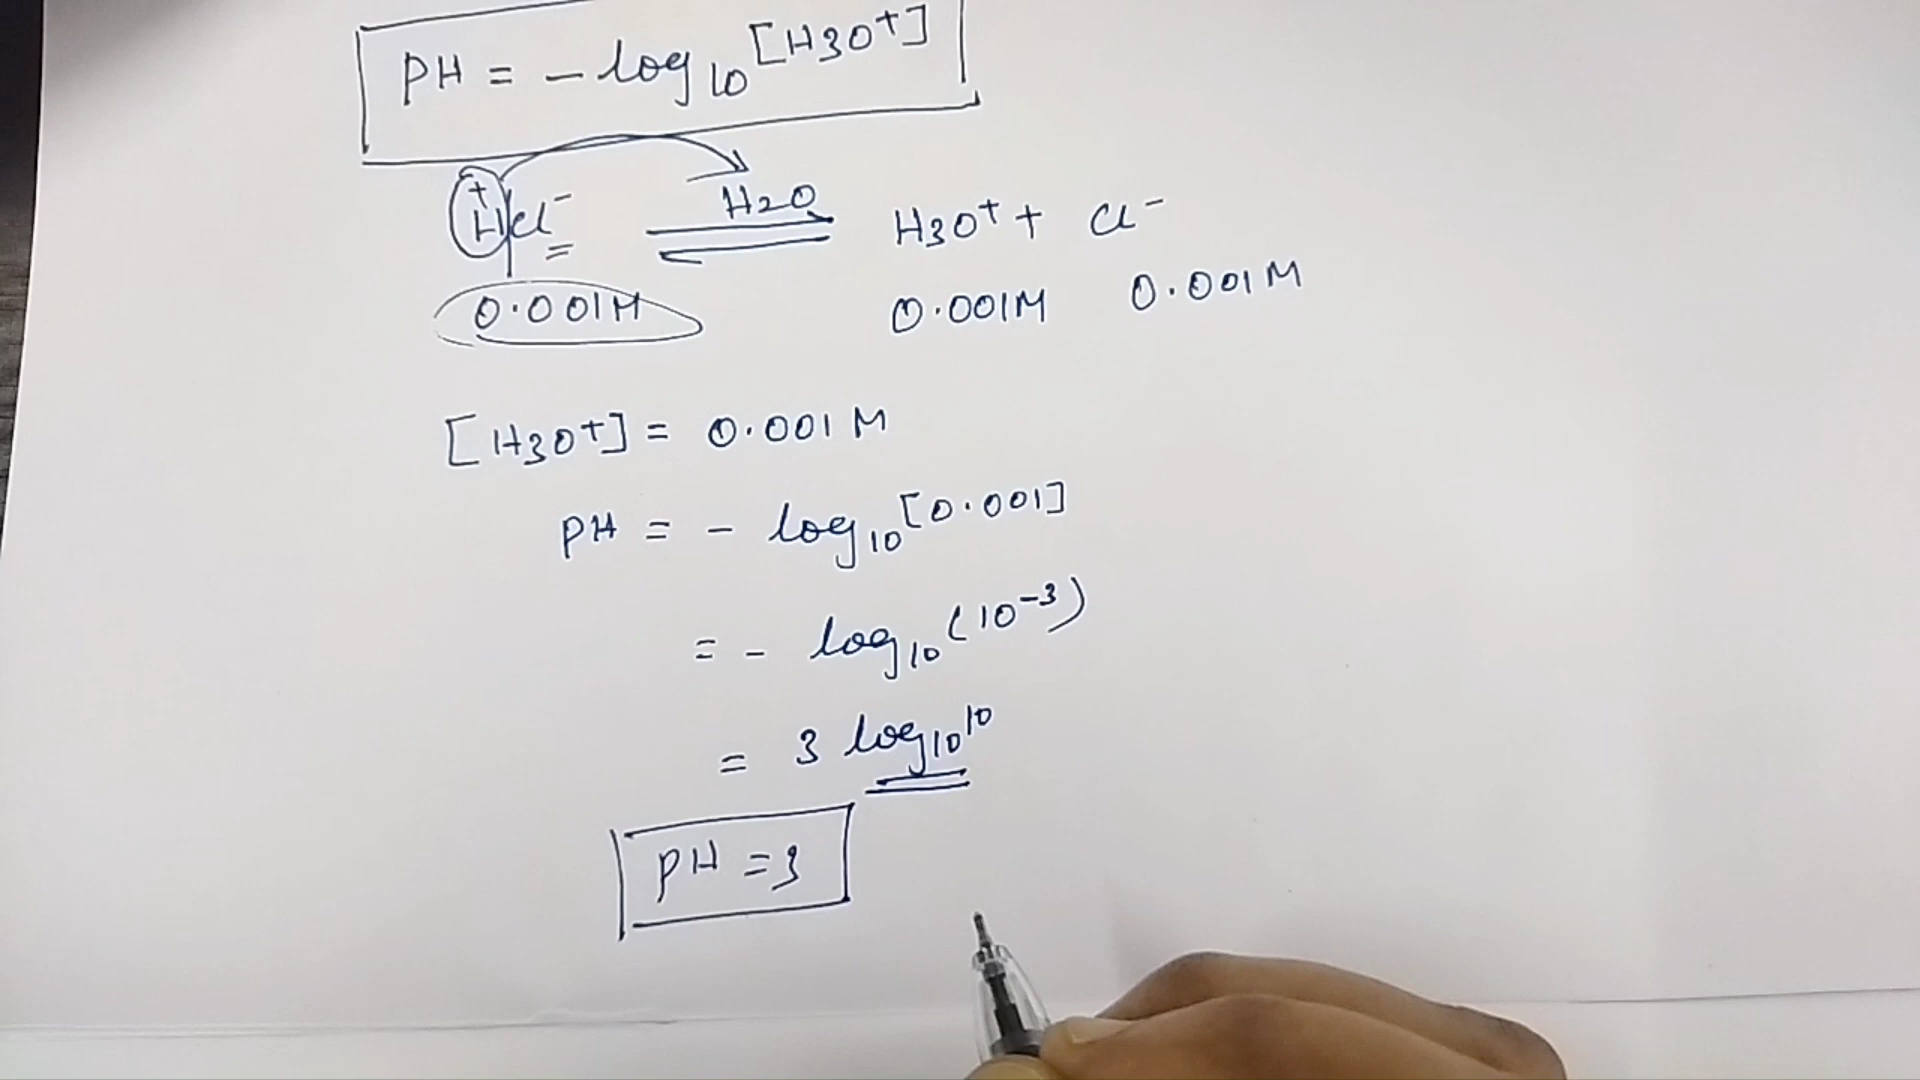 PH = - log10 [H3O+]
H+Cl- ⇌ H2O H3O+ + Cl-
0.001M 0.001M 0.001M
[H3O+] = 0.001 M
PH = - log10 [0.001]
= - log10 (10-3)
= 3 log10 10
PH = 3